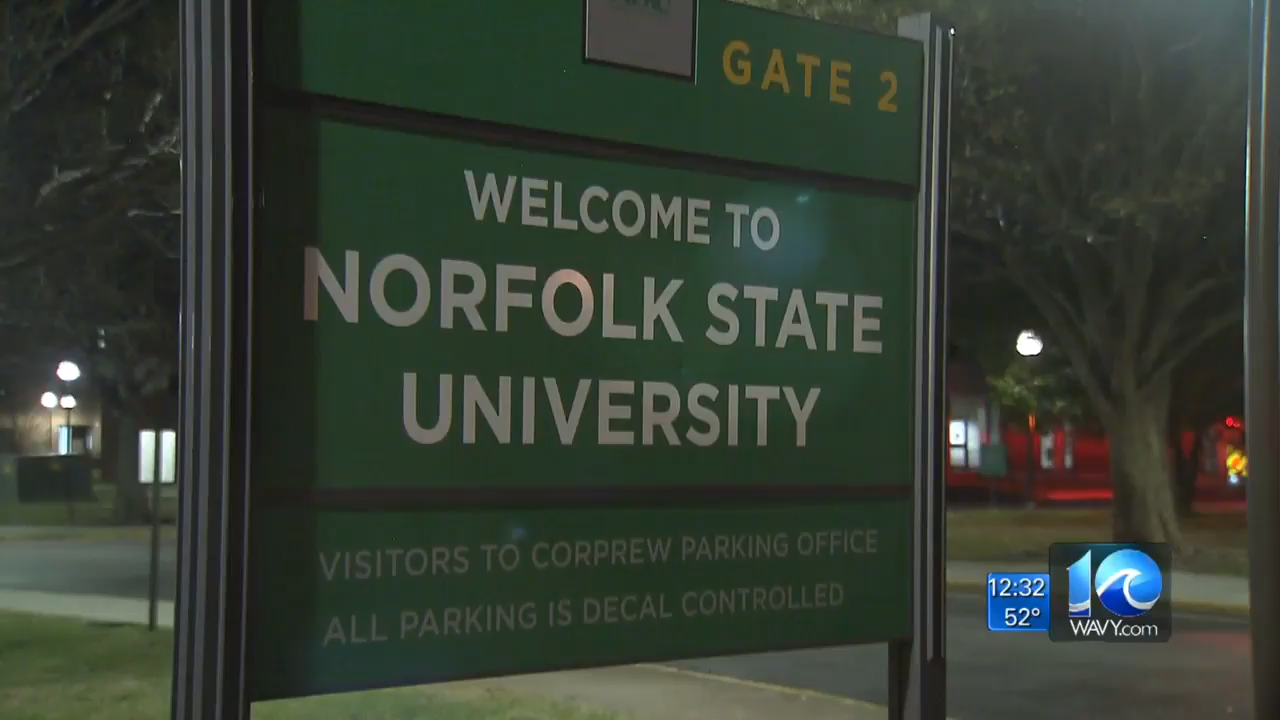 GATE 2
WELCOME TO
NORFOLK STATE
UNIVERSITY
VISITORS TO CORPREW PARKING OFFICE
ALL PARKING IS DECAL CONTROLLED
12:32
52°
10
WAVY.com